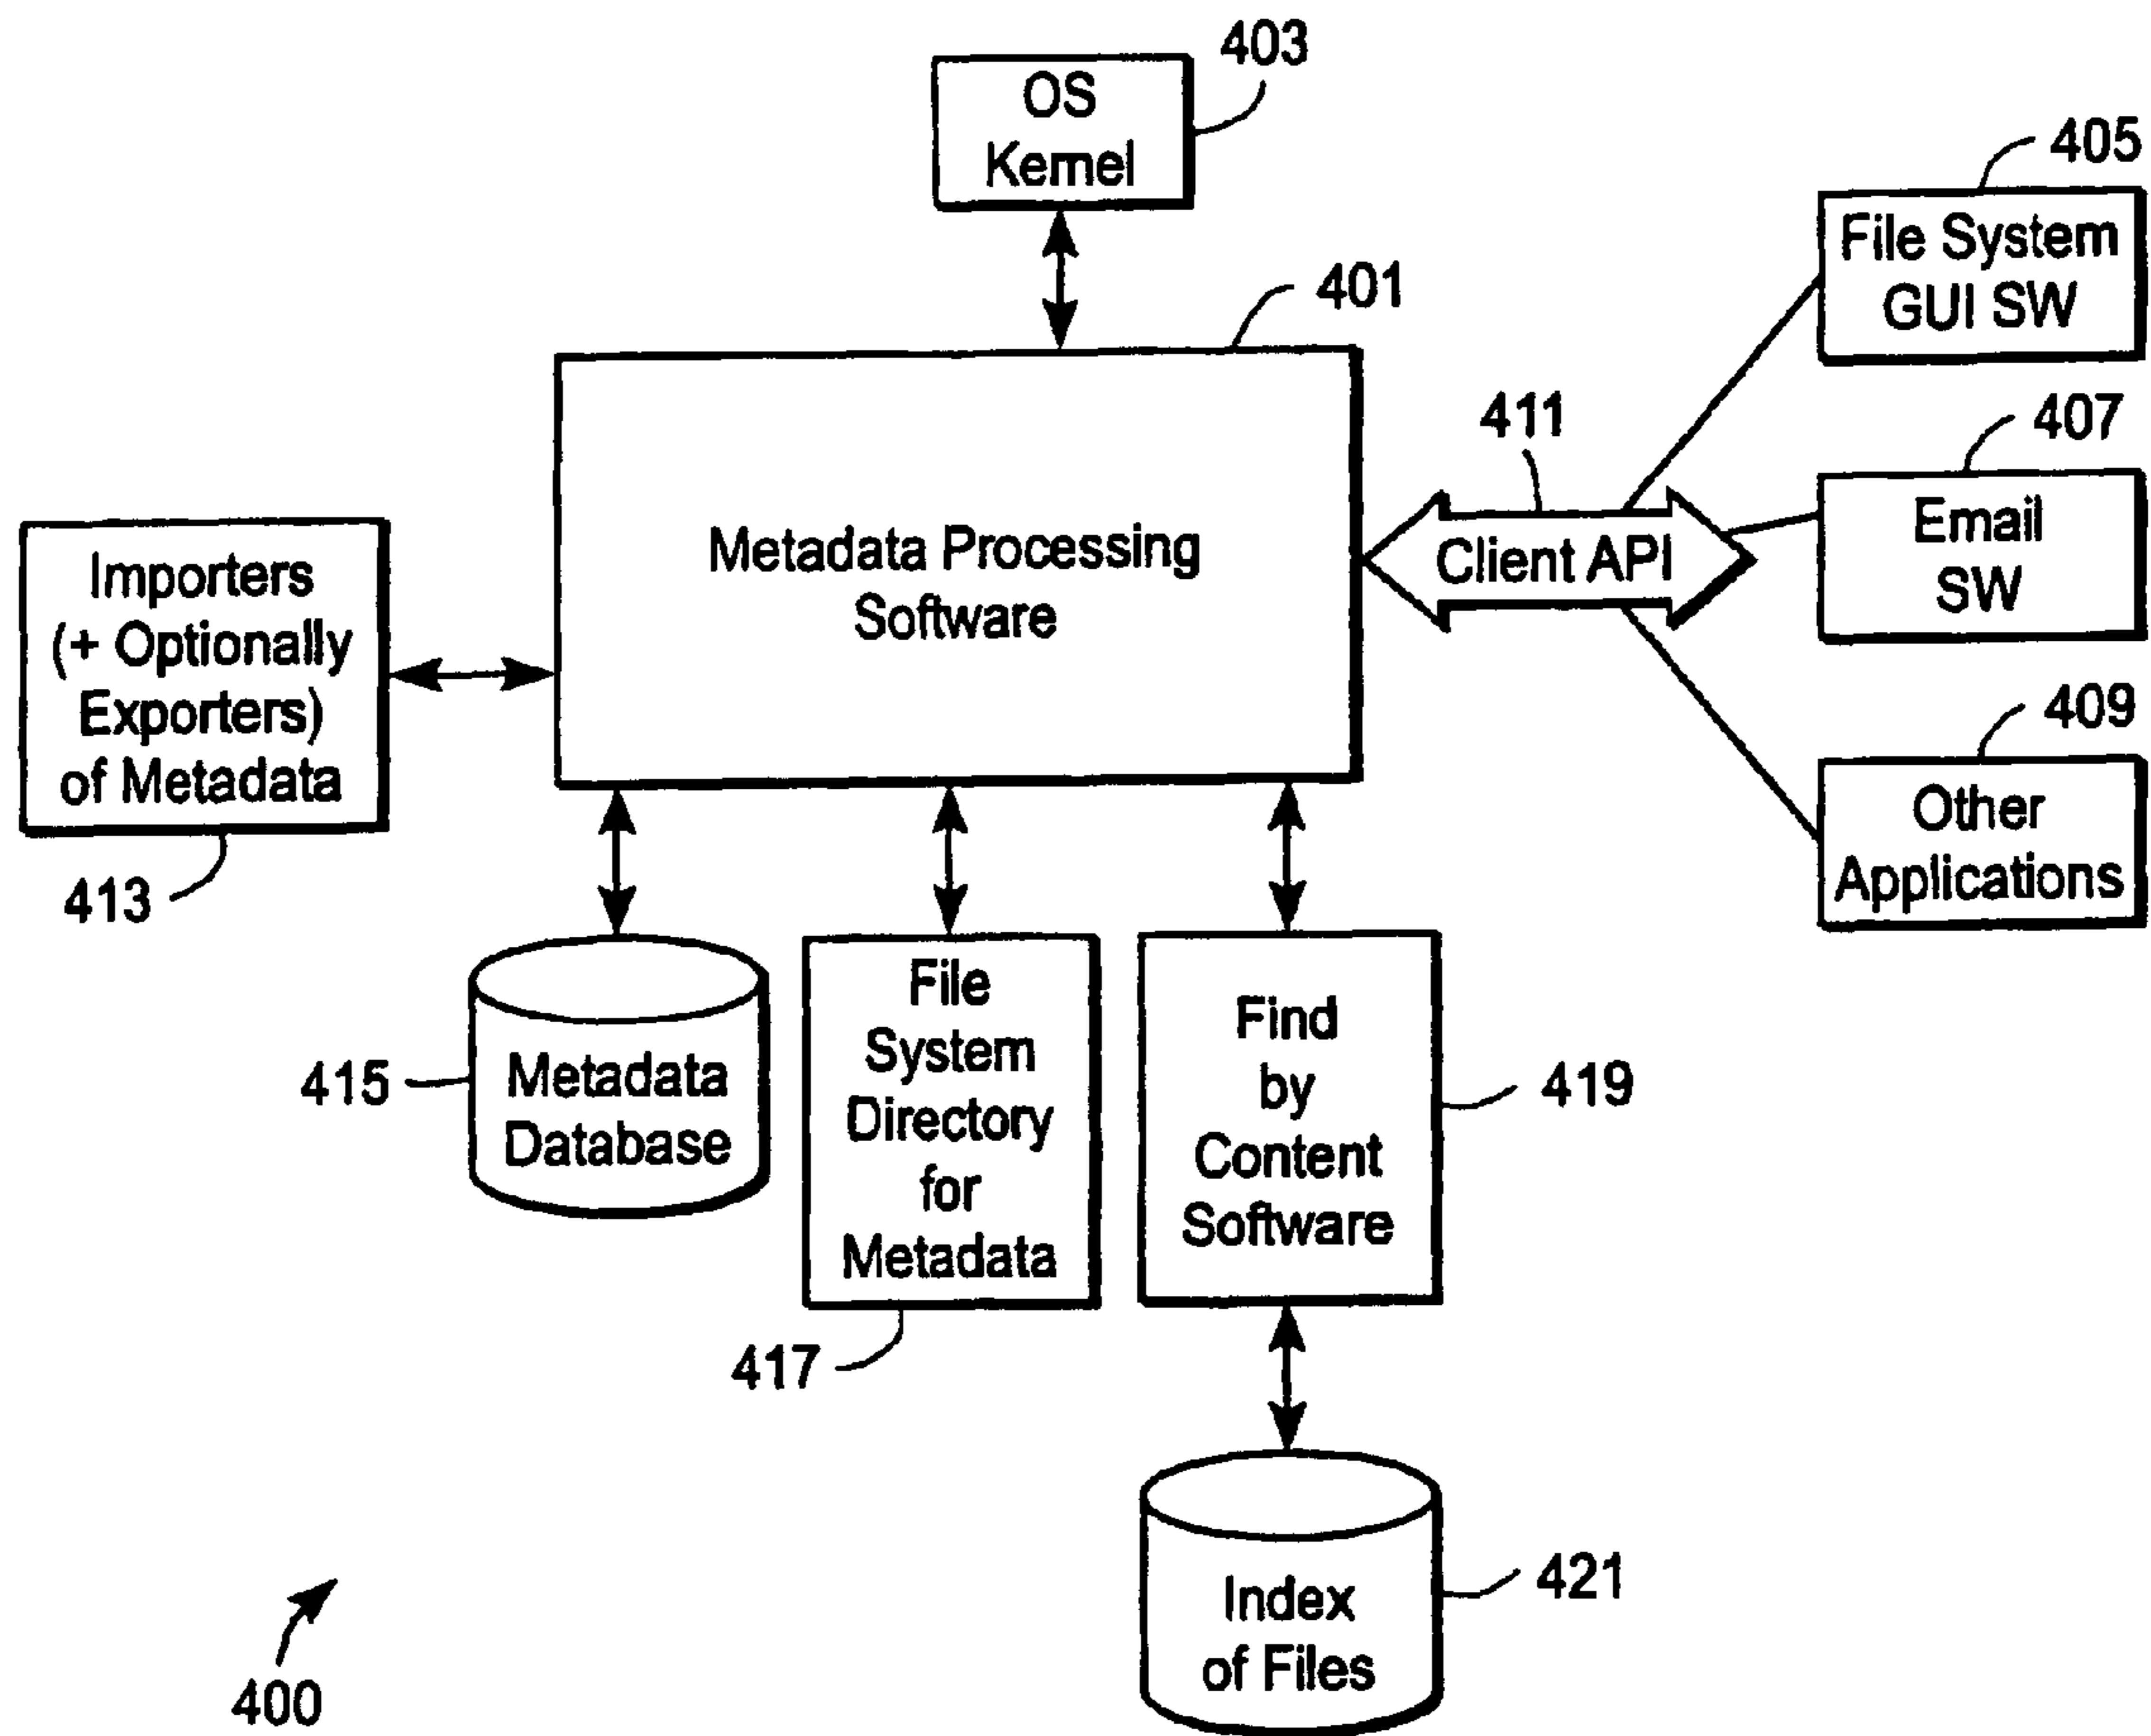 403
OS
Kernel
405
File System
GUI SW
401
411
407
Metadata Processing
Software
Client API
Email
SW
Importers
(+ Optionally
Exporters)
of Metadata
413
409
Other
Applications
415
Metadata
Database
File
System
Directory
for
Metadata
417
Find
by
Content
Software
419
Index
of Files
421
400